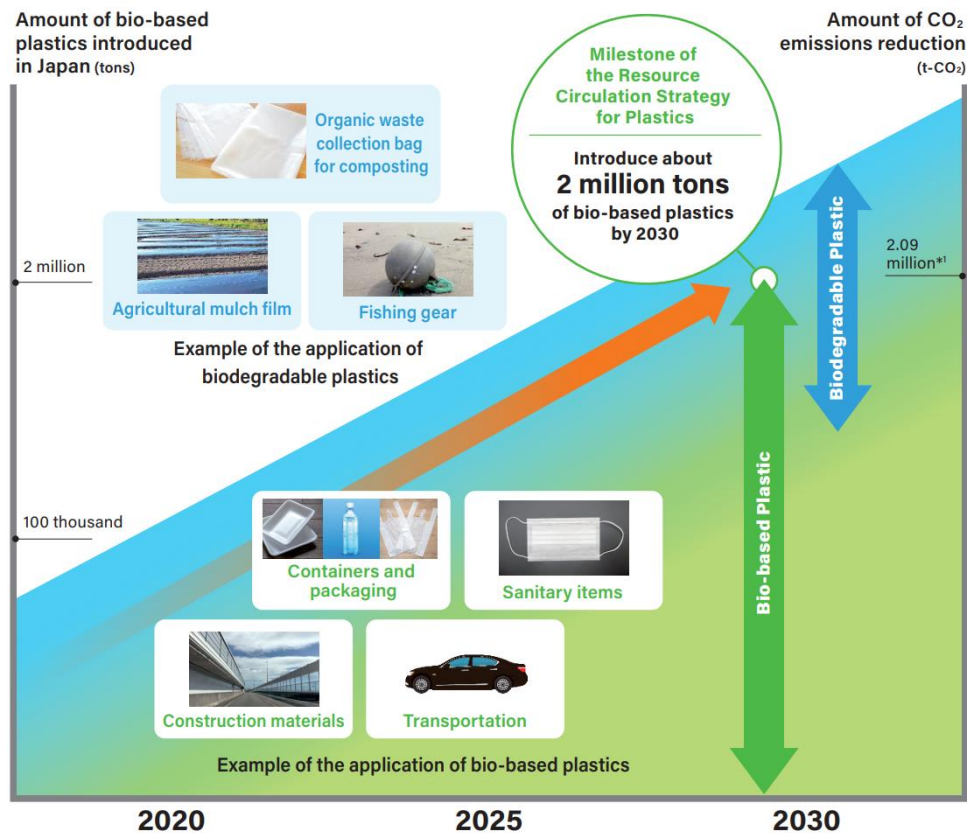 Amount of bio-based
plastics introduced
in Japan (tons)
Amount of CO₂
emissions reduction
(t-CO₂)
Milestone of
the Resource
Circulation Strategy
for Plastics
Introduce about
2 million tons
of bio-based plastics
by 2030
Organic waste
collection bag
for composting
Agricultural mulch film
Fishing gear
Example of the application of
biodegradable plastics
2 million
2.09
million*¹
Biodegradable Plastic
Bio-based Plastic
100 thousand
Containers and
packaging
Sanitary items
Construction materials
Transportation
Example of the application of bio-based plastics
2020
2025
2030